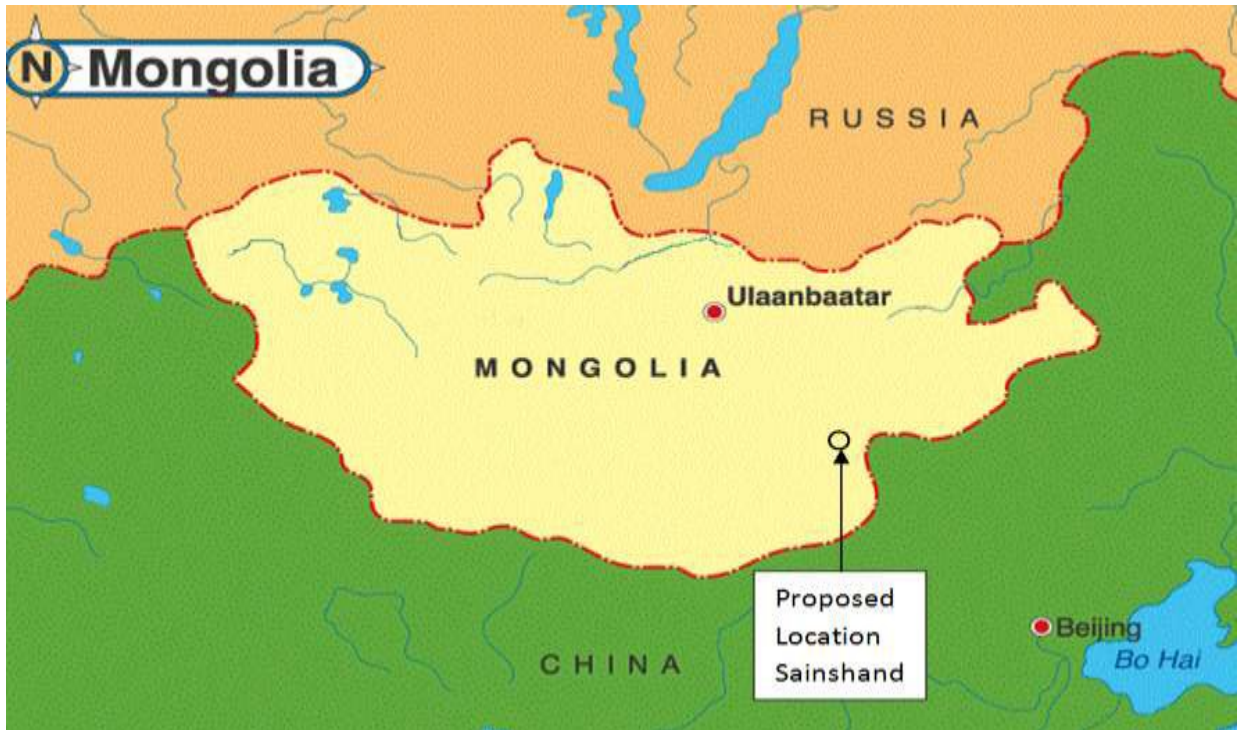 N Mongolia
RUSSIA
Ulaanbaatar
MONGOLIA
Proposed
Location
Sainshand
Beijing
Bo Hai
CHINA